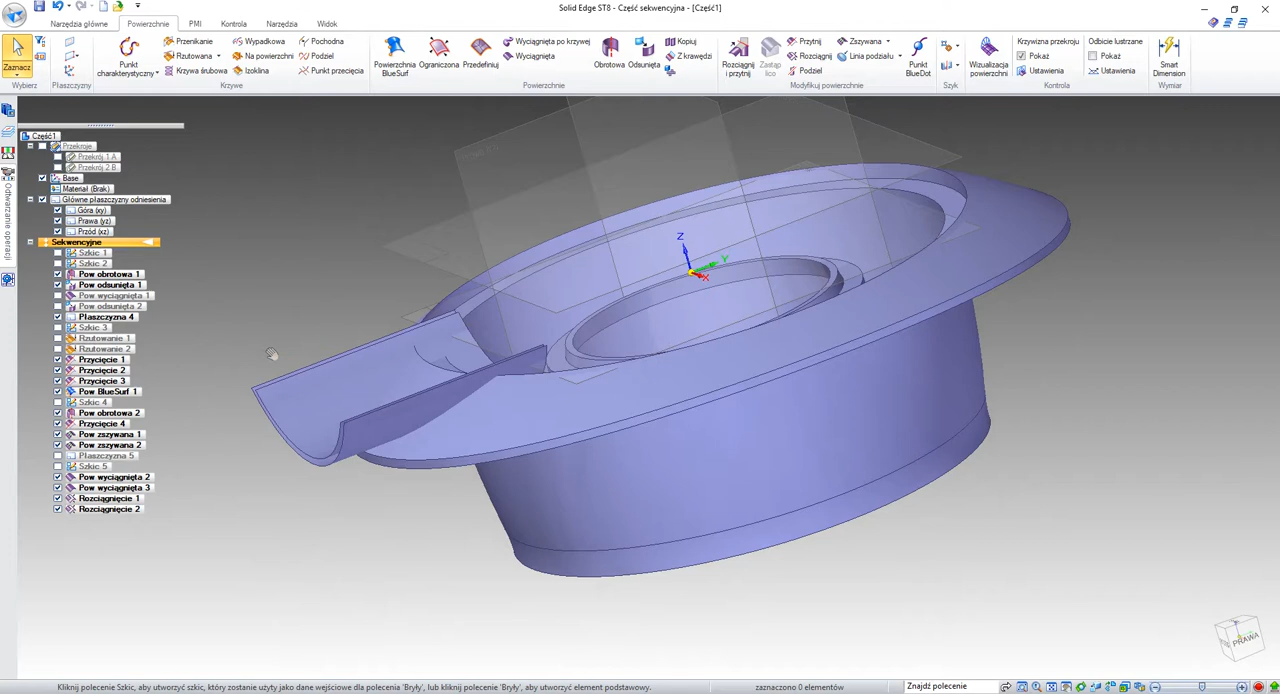 Solid Edge ST8 - Część sekwencyjna - [Część1]
Narzędzia główne
Powierzchnie
PMI
Kontrola
Narzędzia
Widok
Zaznacz
Wybierz
Płaszczyzny
Punkt charakterystyczny
Przenikanie
Rzutowana
Krzywa śrubowa
Wypadkowa
Na powierzchni
Izoklina
Pochodna
Podziel
Punkt przecięcia
Krzywe
Powierzchnia BlueSurf
Ograniczona
Przedefiniuj
Wyciągnięta po krzywej
Wyciągnięta
Obrotowa
Odsunięta
Kopiuj
Z krawędzi
Powierzchnie
Rozciągnij i przytnij
Zastąp lico
Przytnij
Rozciągnij
Podziel
Zszywana
Linia podziału
Punkt BlueDot
Modyfikuj powierzchnie
Szyk
Wizualizacja powierzchni
Krzywizna przekroju
Pokaż
Ustawienia
Odbicie lustrzane
Pokaż
Ustawienia
Kontrola
Smart Dimension
Wymiar
Odtwarzanie operacji
Część1
Przekroje
Przekrój 1 A
Przekrój 2 B
Base
Materiał (Brak)
Główne płaszczyzny odniesienia
Góra (xy)
Prawa (yz)
Przód (xz)
Sekwencyjne
Szkic 1
Szkic 2
Pow obrotowa 1
Pow odsunięta 1
Pow wyciągnięta 1
Pow odsunięta 2
Płaszczyzna 4
Szkic 3
Rzutowanie 1
Rzutowanie 2
Przycięcie 1
Przycięcie 2
Przycięcie 3
Pow BlueSurf 1
Szkic 4
Pow obrotowa 2
Przycięcie 4
Pow zszywana 1
Pow zszywana 2
Płaszczyzna 5
Szkic 5
Pow wyciągnięta 2
Pow wyciągnięta 3
Rozciągnięcie 1
Rozciągnięcie 2
Z
Y
X
PRAWA
Kliknij polecenie Szkic, aby utworzyć szkic, który zostanie użyty jako dane wejściowe dla polecenia 'Bryły', lub kliknij polecenie 'Bryły', aby utworzyć element podstawowy.
zaznaczono 0 elementów
Znajdź polecenie